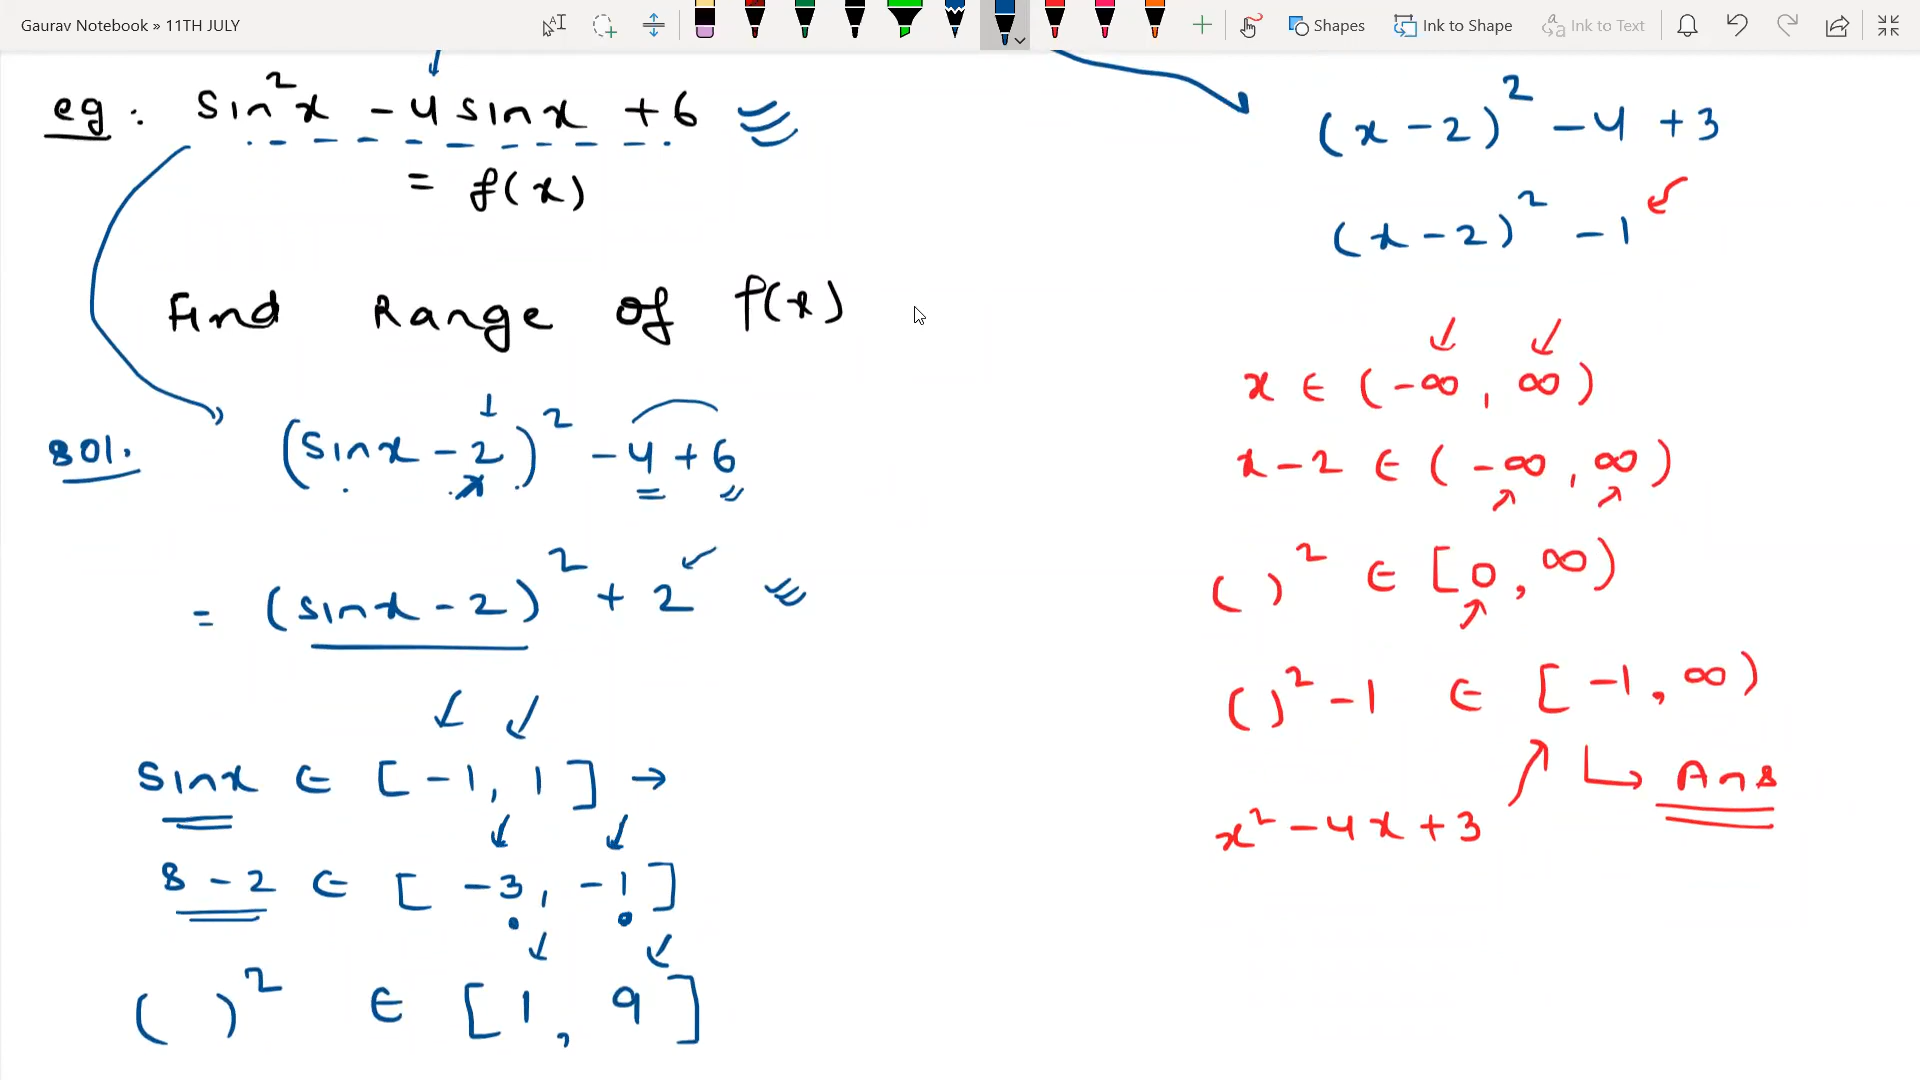 Gaurav Notebook » 11TH JULY
Shapes
Ink to Shape
Ink to Text
eg : sin²x - 4 sinx + 6
= f(x)
Find Range of f(x)
sol. (sinx - 2)² - 4 + 6
= (sinx - 2)² + 2
sinx ∈ [-1, 1] →
s - 2 ∈ [-3, -1]
( )² ∈ [1, 9]
(x - 2)² - 4 + 3
(x - 2)² - 1
x ∈ (-∞, ∞)
x - 2 ∈ (-∞, ∞)
( )² ∈ [0, ∞)
( )² - 1 ∈ [-1, ∞)
Ans
x² - 4x + 3